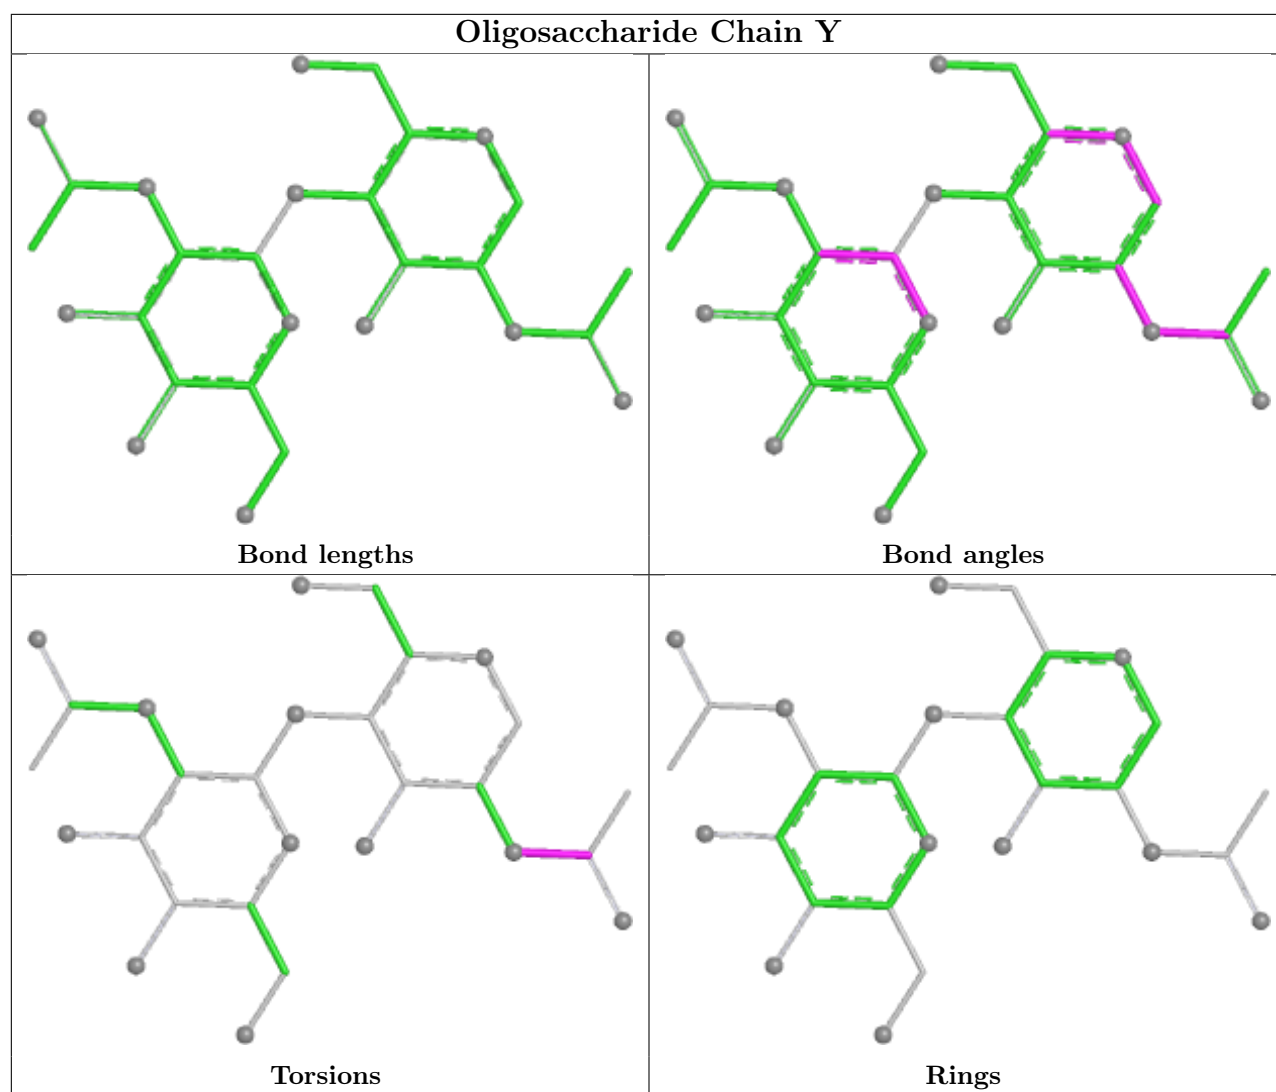 Oligosaccharide Chain Y
Bond lengths
Bond angles
Torsions
Rings